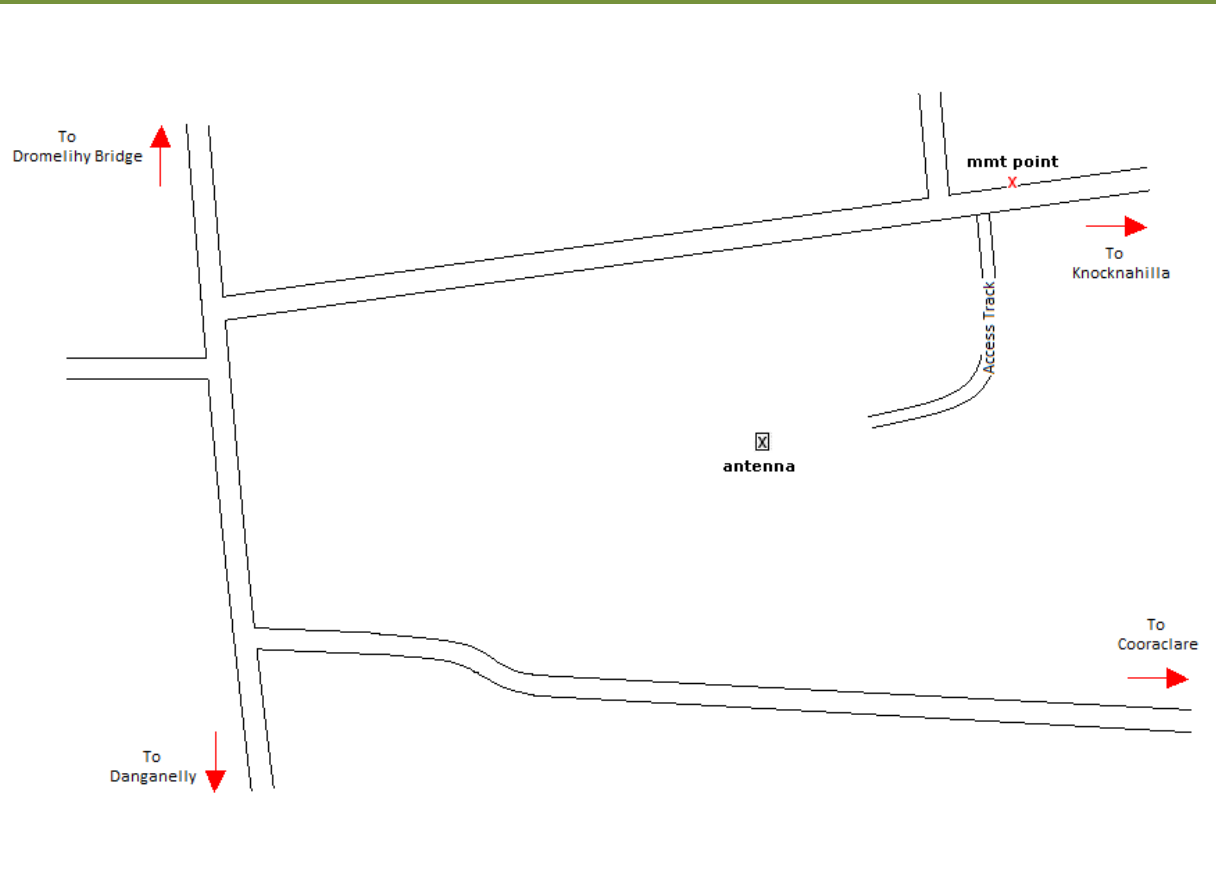 To
Dromelihy Bridge
mmt point
X
To
Knocknahilla
Access Track
X
antenna
To
Cooraclare
To
Danganelly